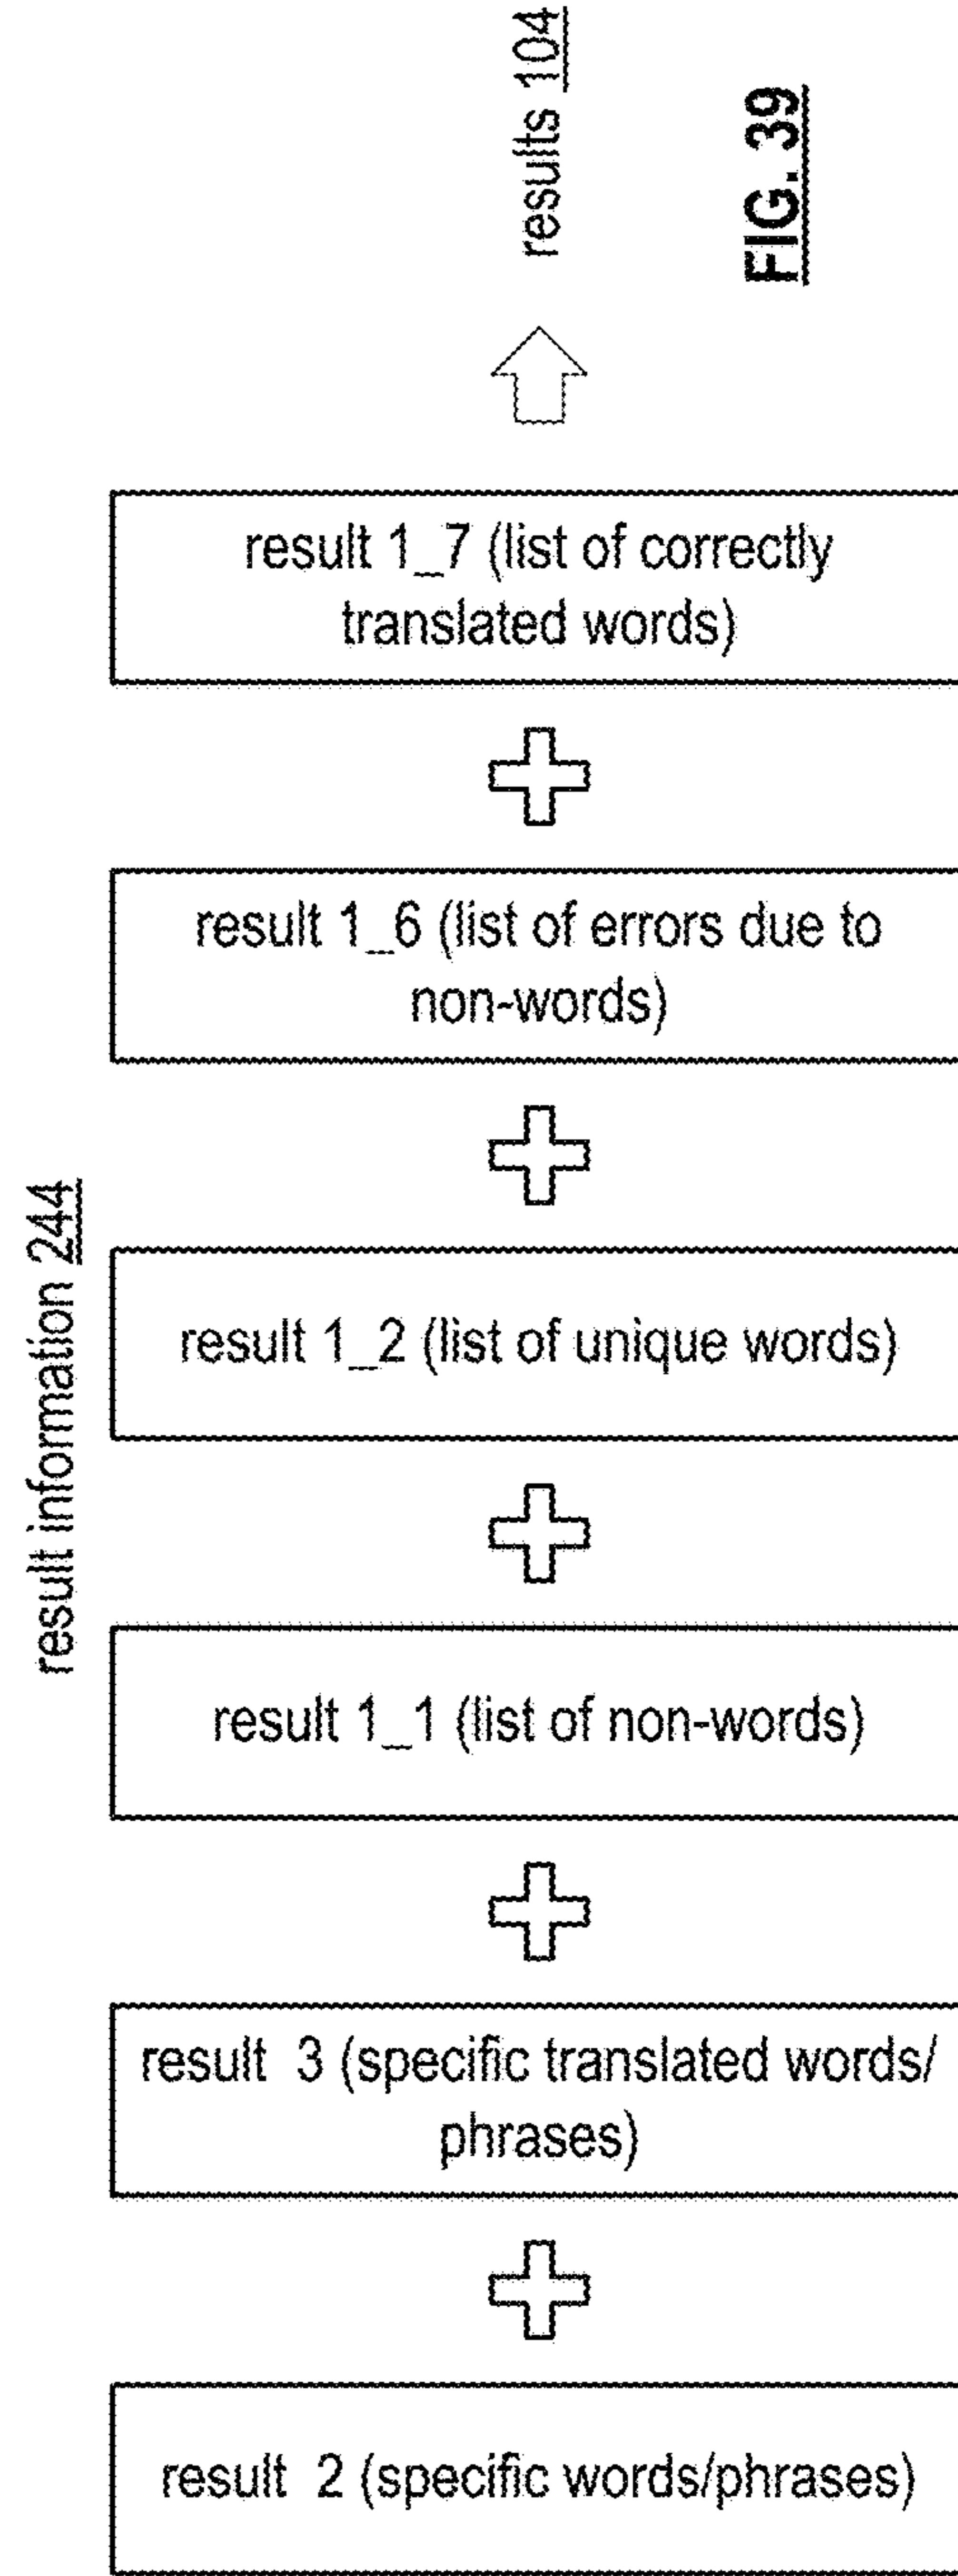 result information 244
results 104
FIG. 39
result 1_7 (list of correctly
translated words)
result 1_6 (list of errors due to
non-words)
result 1_2 (list of unique words)
result 1_1 (list of non-words)
result 3 (specific translated words/
phrases)
result 2 (specific words/phrases)